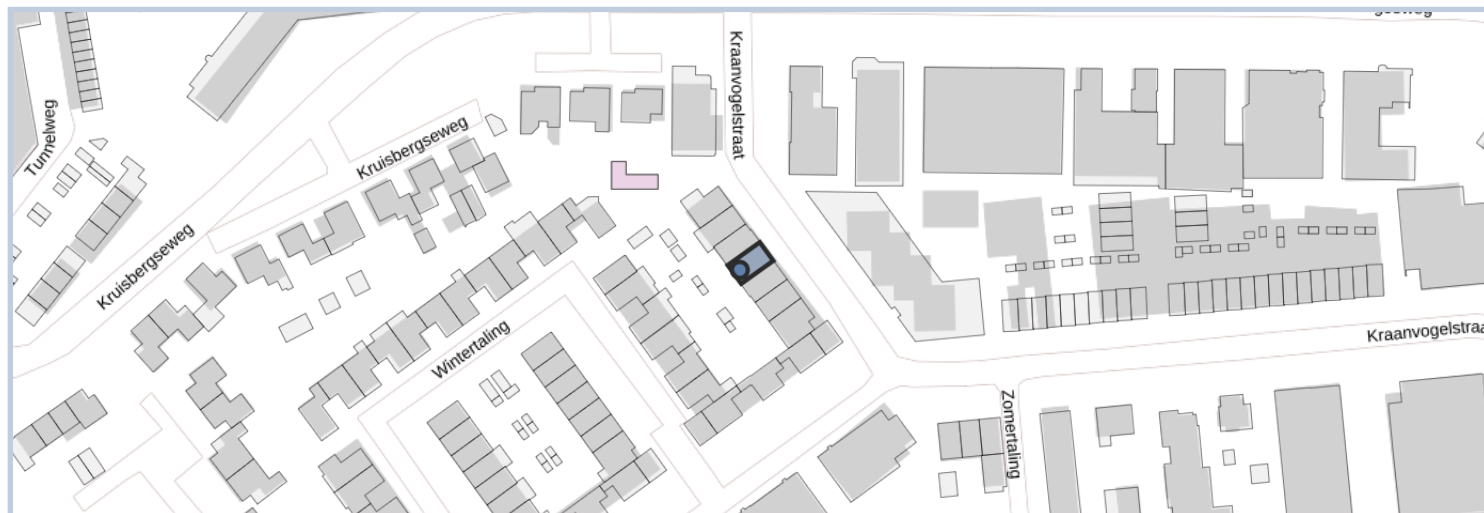 Kraanvogelstraat
Tunnelweg
Kruisbergseweg
Kruisbergseweg
Wintertaling
Kraanvogelstraa
Zomertaling